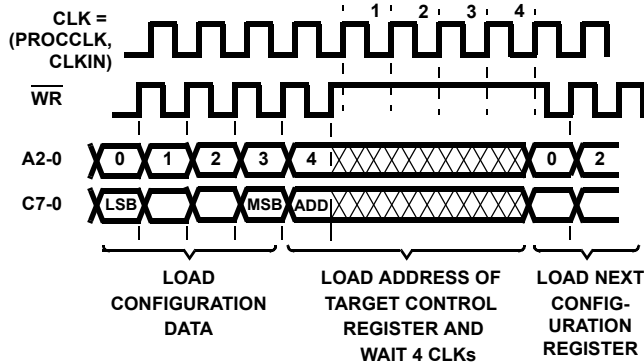 CLK =
(PROCCLK,
CLKIN)
1 2 3 4
WR
A2-0 0 1 2 3 4 0 2
C7-0 LSB MSB ADD
LOAD
CONFIGURATION
DATA
LOAD ADDRESS OF
TARGET CONTROL
REGISTER AND
WAIT 4 CLKs
LOAD NEXT
CONFIG-
URATION
REGISTER